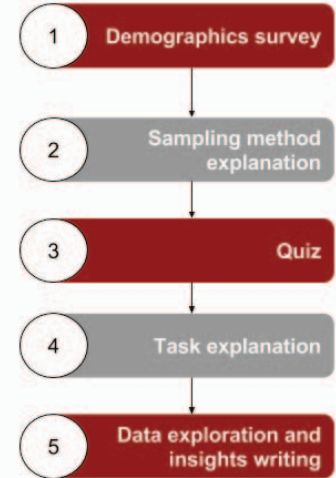 1 Demographics survey
2 Sampling method
explanation
3 Quiz
4 Task explanation
5 Data exploration and
insights writing